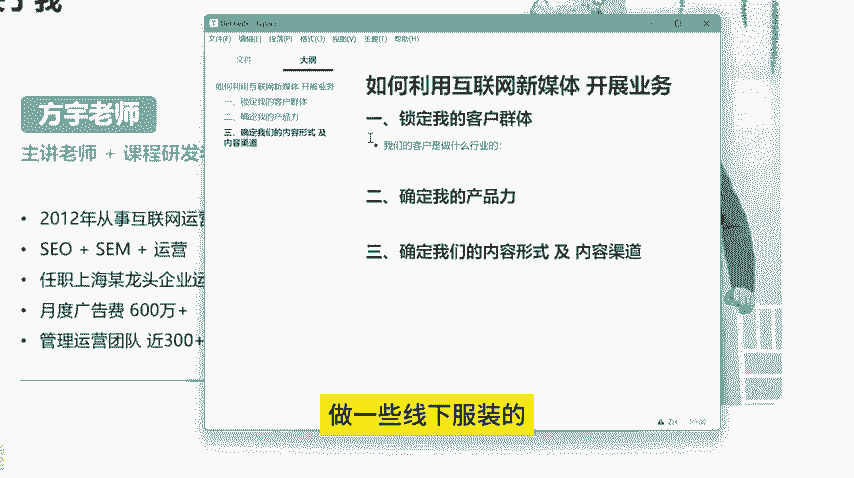 于我
方宇老师
主讲老师 + 课程研发
• 2012年从事互联网运营
• SEO + SEM + 运营
• 任职上海某龙头企业运
• 月度广告费 600万+
• 管理运营团队 近300+
文件(F) 编辑(E) 段落(P) 格式(O) 视图(V) 主题(T) 帮助(H)
文件 大纲
如何利用互联网新媒体 开展业务
一、锁定我的客户群体
二、确定我的产品力
三、确定我们的内容形式 及
内容渠道
如何利用互联网新媒体 开展业务
一、锁定我的客户群体
• 我们的客户是做什么行业的:
二、确定我的产品力
三、确定我们的内容形式 及 内容渠道
做一些线下服装的